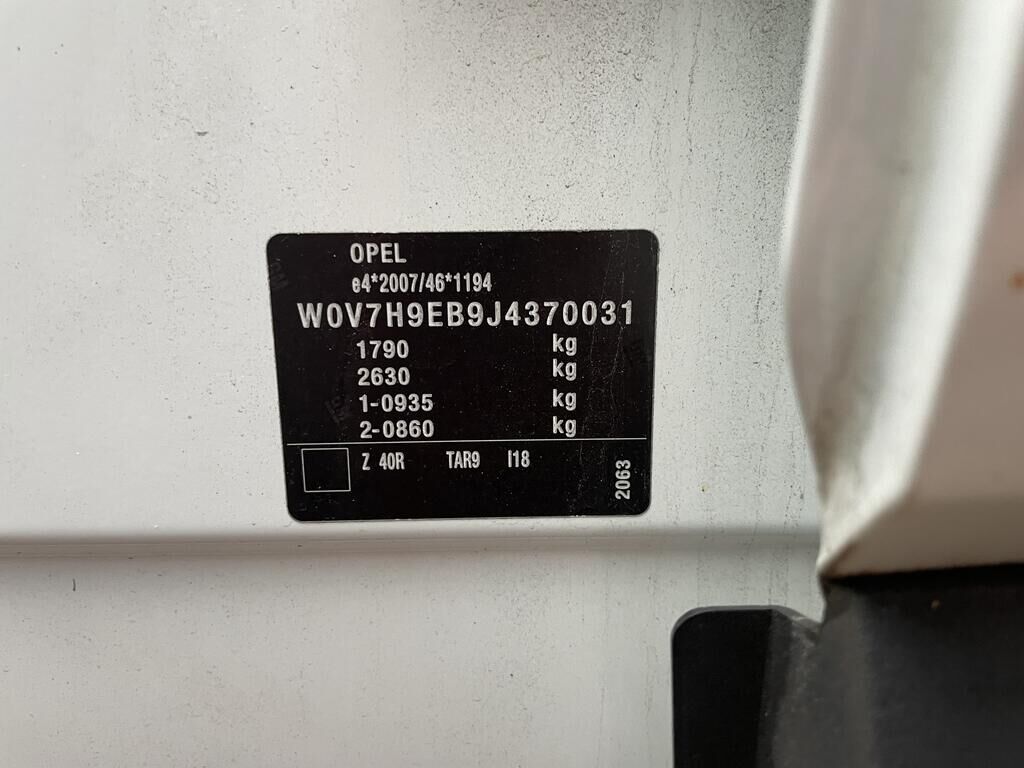 OPEL
e4*2007/46*1194
W0V7H9EB9J4370031
1790 kg
2630 kg
1-0935 kg
2-0860 kg
Z 40R TAR9 I18
2063